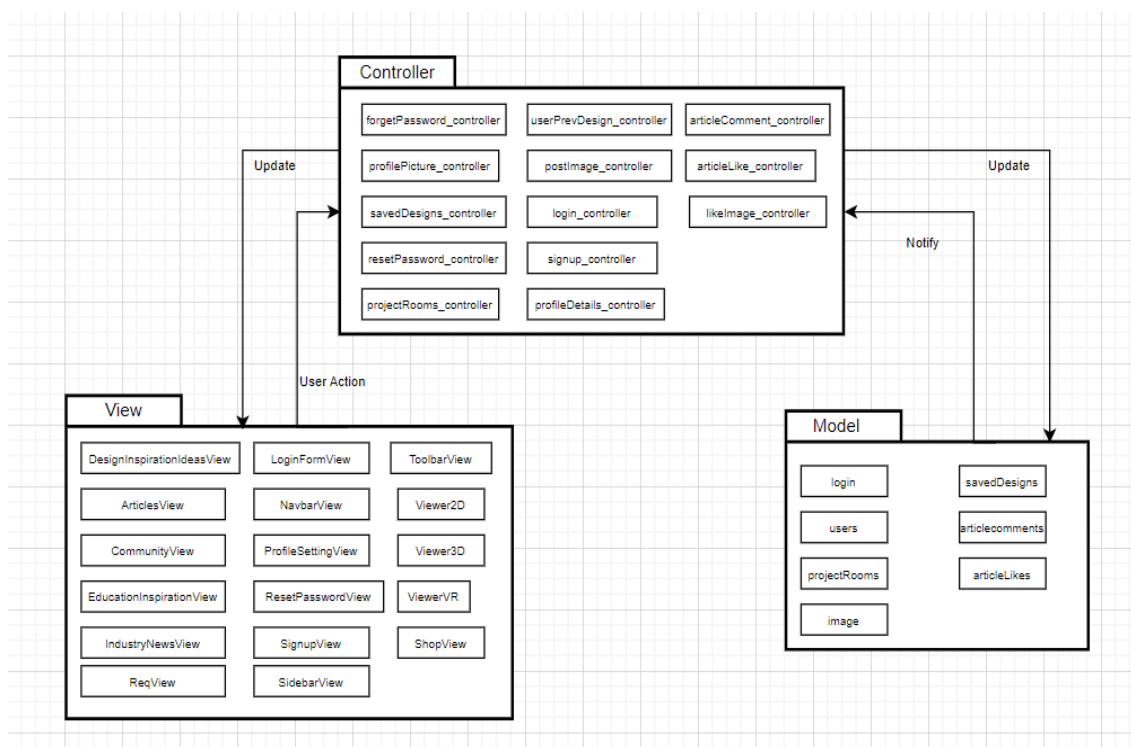 Controller
forgetPassword_controller
userPrevDesign_controller
articleComment_controller
profilePicture_controller
postImage_controller
articleLike_controller
savedDesigns_controller
login_controller
likeImage_controller
resetPassword_controller
signup_controller
projectRooms_controller
profileDetails_controller
Update
Update
Notify
User Action
View
DesignInspirationIdeasView
LoginFormView
ToolbarView
ArticlesView
NavbarView
Viewer2D
CommunityView
ProfileSettingView
Viewer3D
EducationInspirationView
ResetPasswordView
ViewerVR
IndustryNewsView
SignupView
ShopView
ReqView
SidebarView
Model
login
savedDesigns
users
articlecomments
projectRooms
articleLikes
image